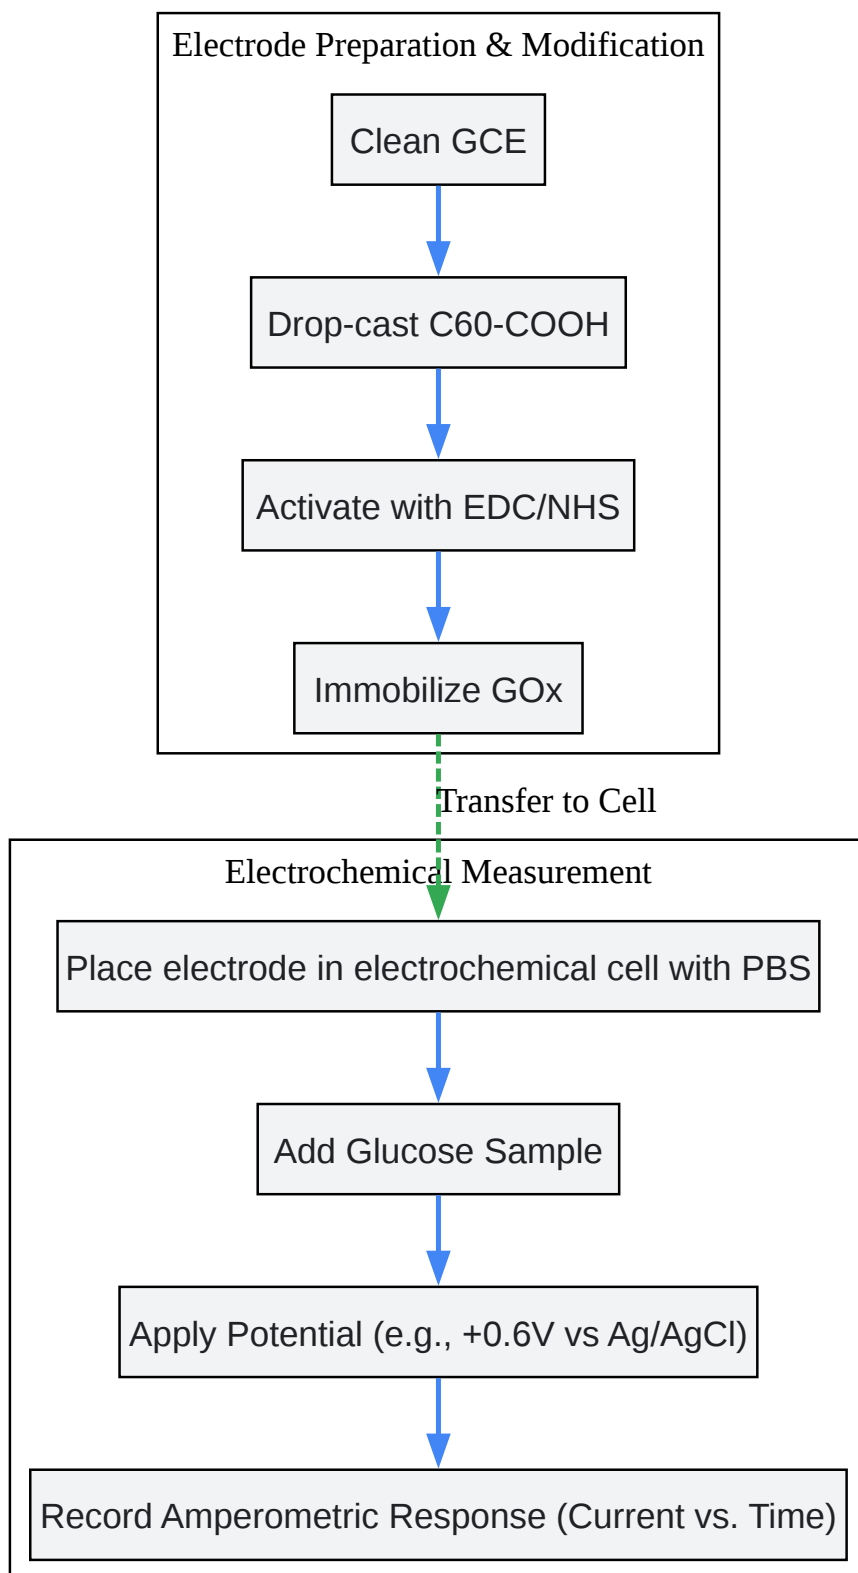 Electrode Preparation & Modification
Clean GCE
Drop-cast C60-COOH
Activate with EDC/NHS
Immobilize GOx
Transfer to Cell
Electrochemical Measurement
Place electrode in electrochemical cell with PBS
Add Glucose Sample
Apply Potential (e.g., +0.6V vs Ag/AgCl)
Record Amperometric Response (Current vs. Time)